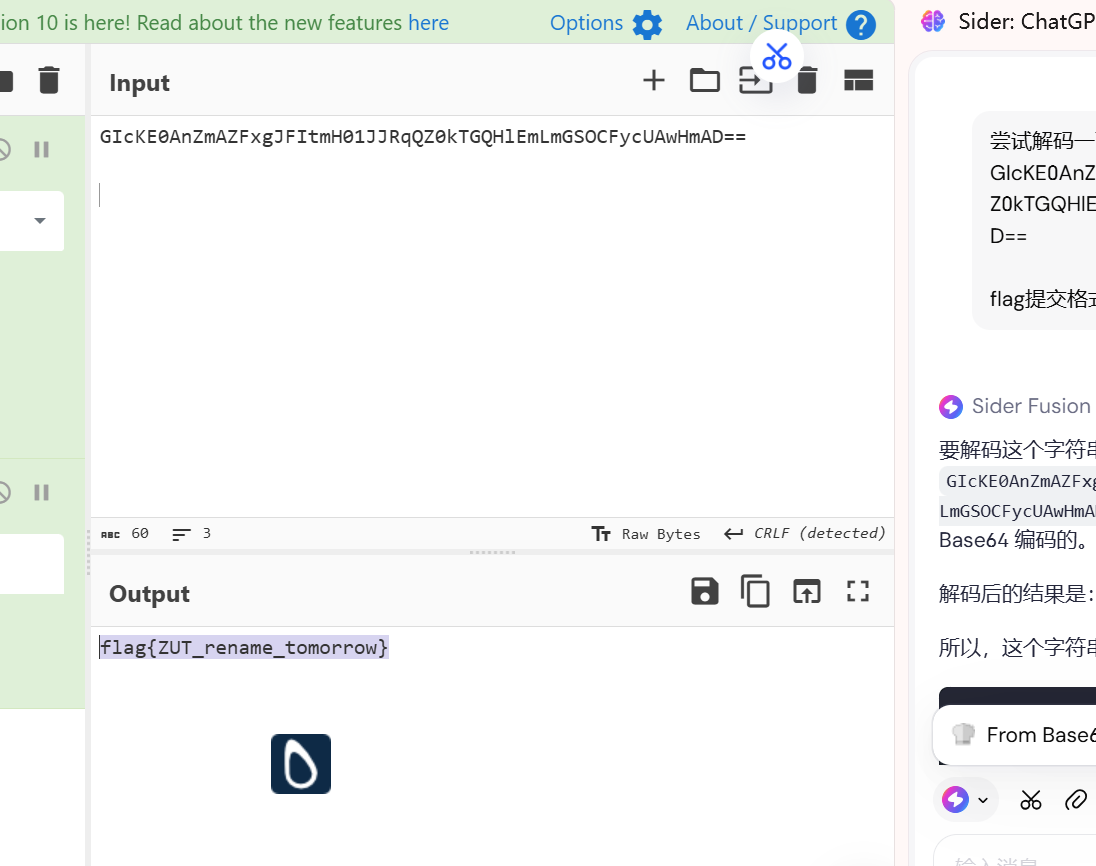 ion 10 is here! Read about the new features here
Options
About / Support
Sider: ChatGP
Input
GIcKE0AnZmAZFxgJFItmH01JJRqQZ0kTGQHlEmLmGSOCFycUAwHmAD==
ABC 60
3
Tr Raw Bytes
CRLF (detected)
Output
flag{ZUT_rename_tomorrow}
尝试解码一
GIcKE0AnZ
Z0kTGQHlE
D==
flag提交格式
Sider Fusion
要解码这个字符串
GIcKE0AnZmAZFxg
LmGSOCFycUAwHmA
Base64 编码的。
解码后的结果是：
所以，这个字符串
From Base6
输入消息